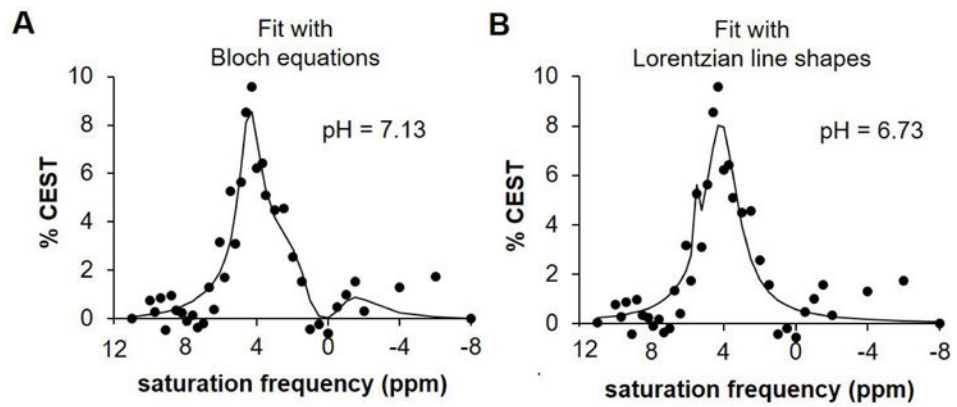 A
Fit with
Bloch equations
10
8
6
4
2
0
% CEST
pH = 7.13
12 8 4 0 -4 -8
saturation frequency (ppm)
B
Fit with
Lorentzian line shapes
10
8
6
4
2
0
% CEST
pH = 6.73
12 8 4 0 -4 -8
saturation frequency (ppm)